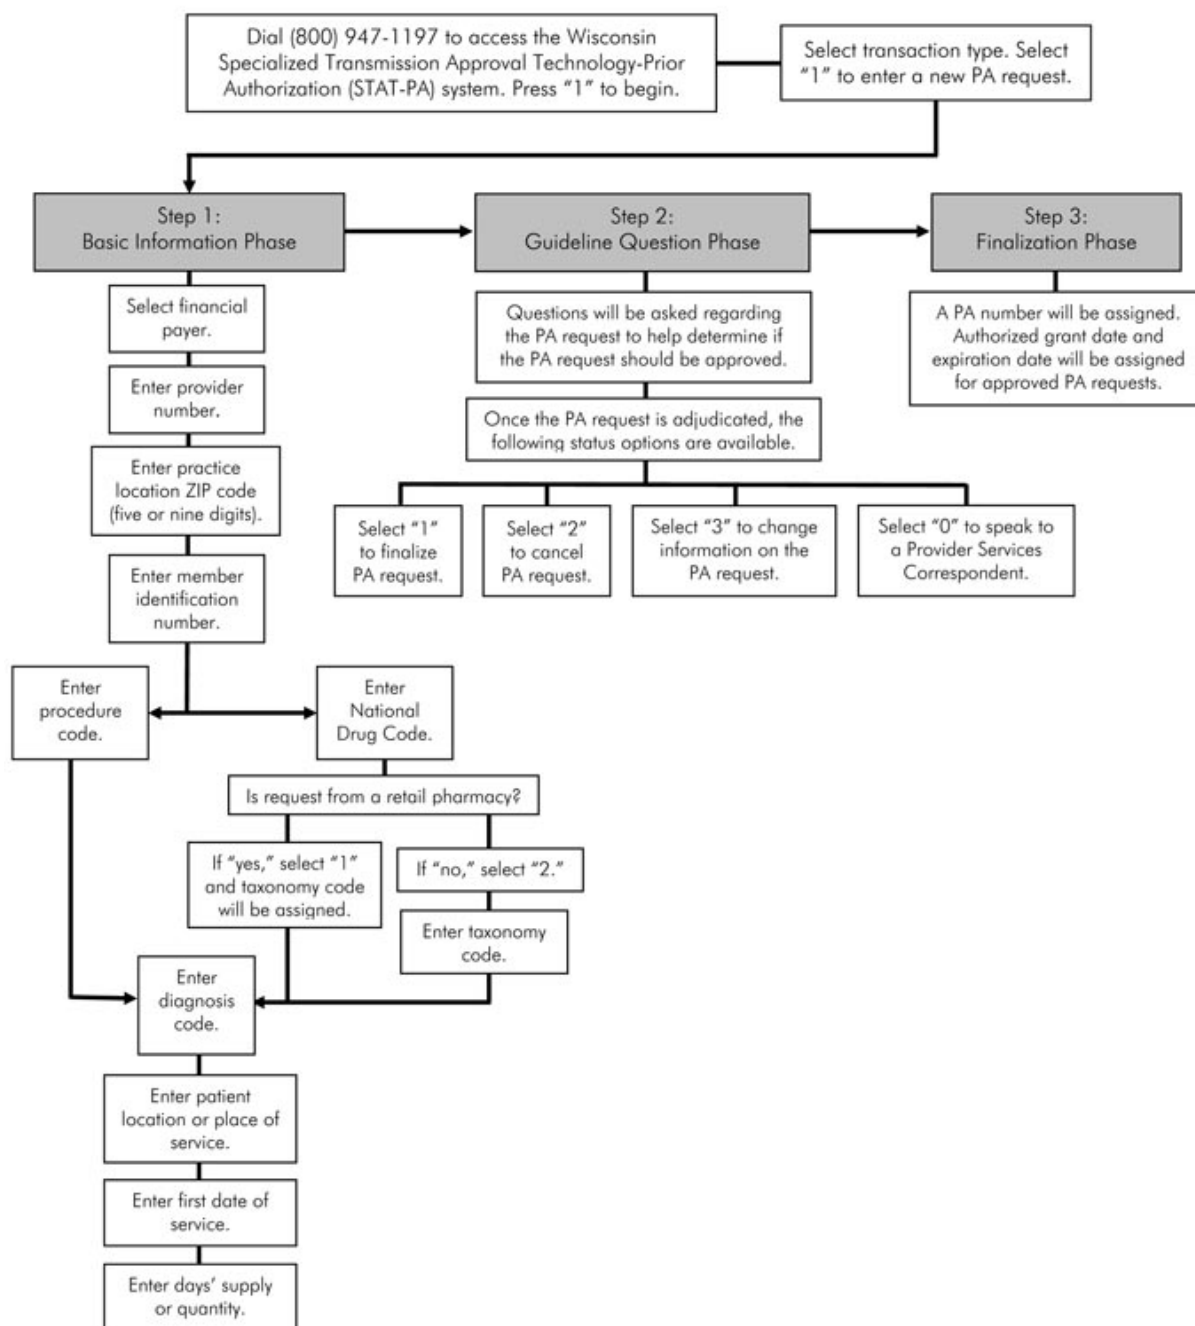 Dial (800) 947-1197 to access the Wisconsin
Specialized Transmission Approval Technology-Prior
Authorization (STAT-PA) system. Press “1” to begin.
Select transaction type. Select
“1” to enter a new PA request.
Step 1:
Basic Information Phase
Step 2:
Guideline Question Phase
Step 3:
Finalization Phase
Select financial
payer.
Enter provider
number.
Enter practice
location ZIP code
(five or nine digits).
Enter member
identification
number.
Questions will be asked regarding
the PA request to help determine if
the PA request should be approved.
Once the PA request is adjudicated, the
following status options are available.
Select “1”
to finalize
PA request.
Select “2”
to cancel
PA request.
Select “3” to change
information on the
PA request.
Select “0” to speak to
a Provider Services
Correspondent.
A PA number will be assigned.
Authorized grant date and
expiration date will be assigned
for approved PA requests.
Enter
procedure
code.
Enter
National
Drug Code.
Is request from a retail pharmacy?
If “yes,” select “1”
and taxonomy code
will be assigned.
If “no,” select “2.”
Enter taxonomy
code.
Enter
diagnosis
code.
Enter patient
location or place of
service.
Enter first date of
service.
Enter days’ supply
or quantity.